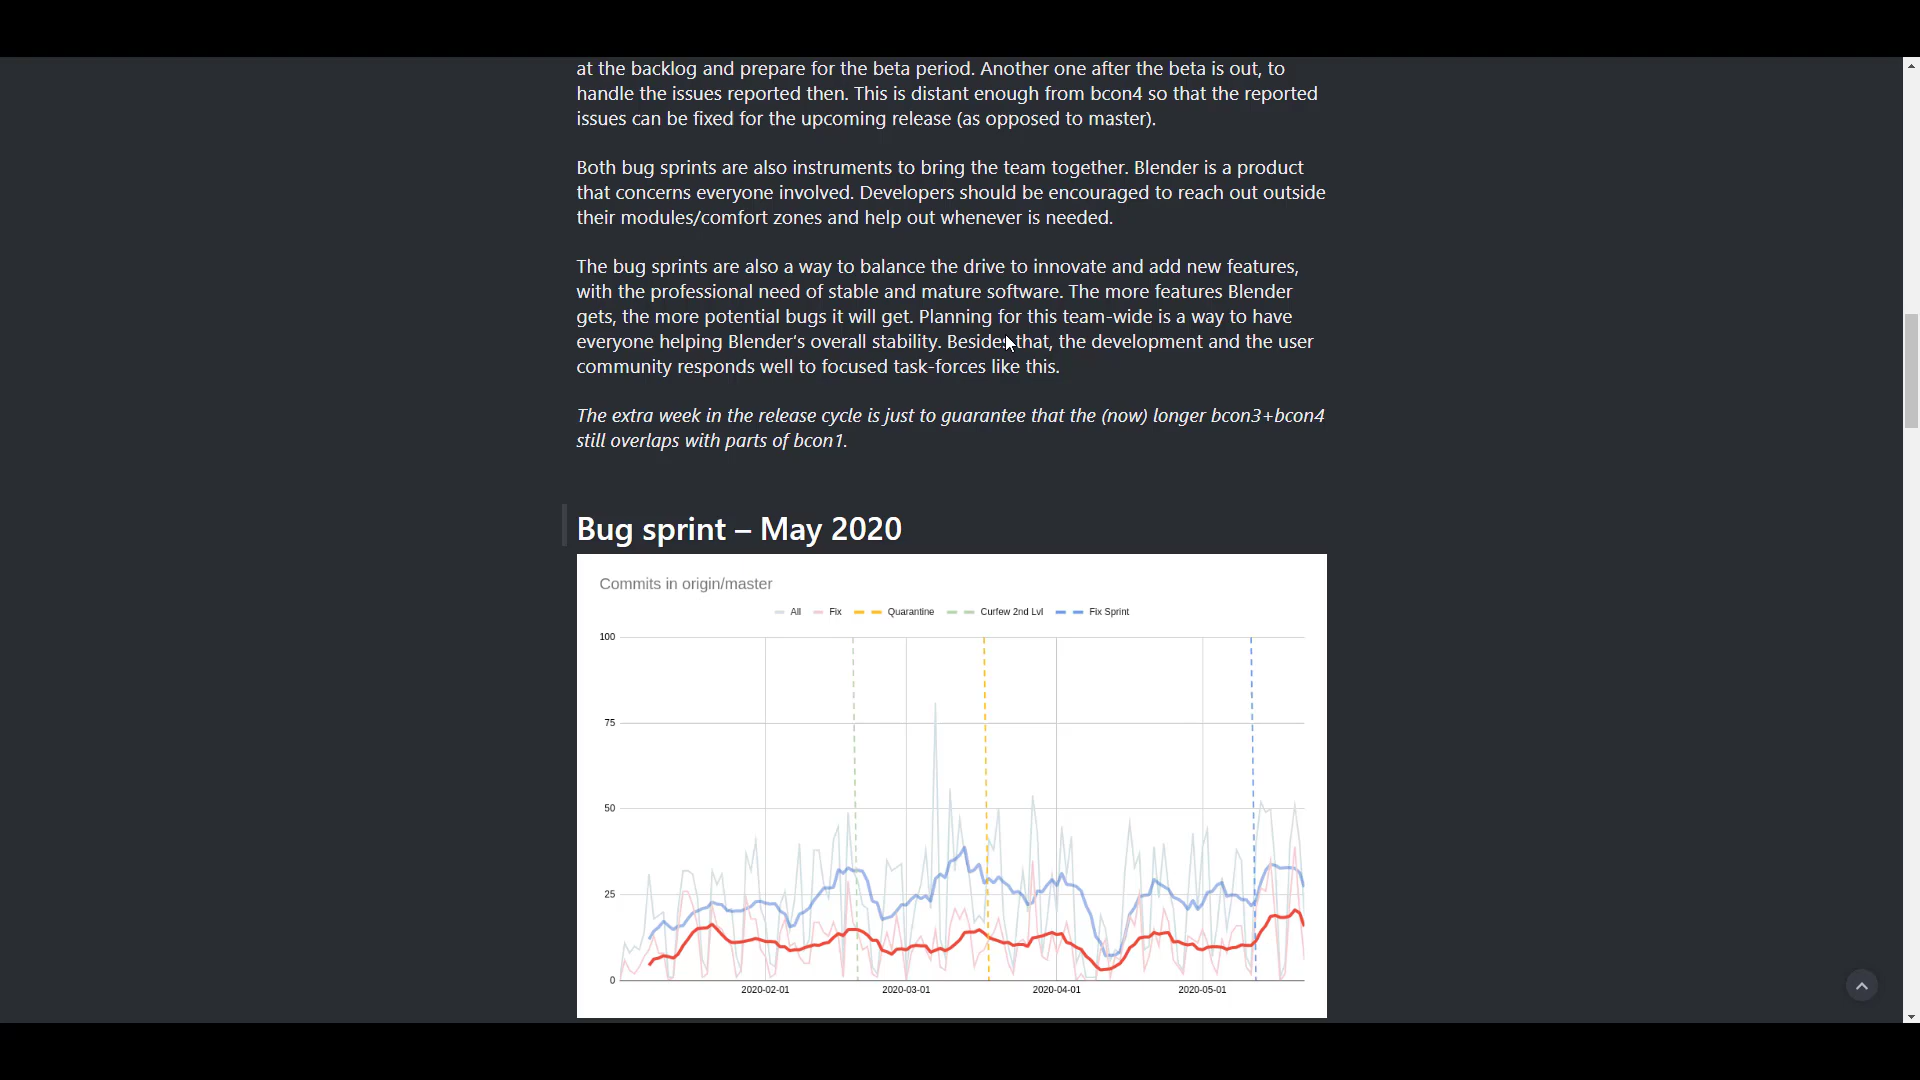 at the backlog and prepare for the beta period. Another one after the beta is out, to
handle the issues reported then. This is distant enough from bcon4 so that the reported
issues can be fixed for the upcoming release (as opposed to master).
Both bug sprints are also instruments to bring the team together. Blender is a product
that concerns everyone involved. Developers should be encouraged to reach out outside
their modules/comfort zones and help out whenever is needed.
The bug sprints are also a way to balance the drive to innovate and add new features,
with the professional need of stable and mature software. The more features Blender
gets, the more potential bugs it will get. Planning for this team-wide is a way to have
everyone helping Blender's overall stability. Besides that, the development and the user
community responds well to focused task-forces like this.
The extra week in the release cycle is just to guarantee that the (now) longer bcon3+bcon4
still overlaps with parts of bcon1.
Bug sprint – May 2020
Commits in origin/master
All Fix Quarantine Curfew 2nd Lvl Fix Sprint
100
75
50
25
0
2020-02-01 2020-03-01 2020-04-01 2020-05-01